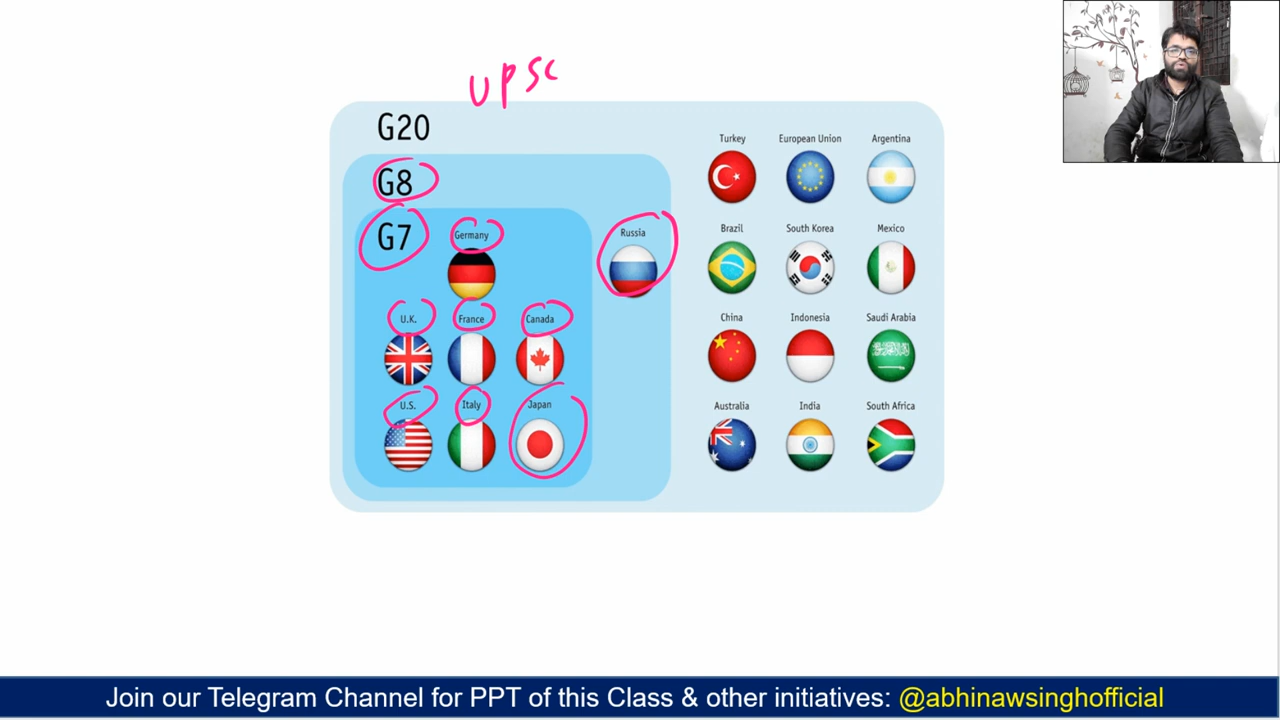 upsc
G20
G8
G7
Germany
U.K.
France
Canada
U.S.
Italy
Japan
Russia
Turkey
European Union
Argentina
Brazil
South Korea
Mexico
China
Indonesia
Saudi Arabia
Australia
India
South Africa
Join our Telegram Channel for PPT of this Class & other initiatives: @abhinawsinghofficial